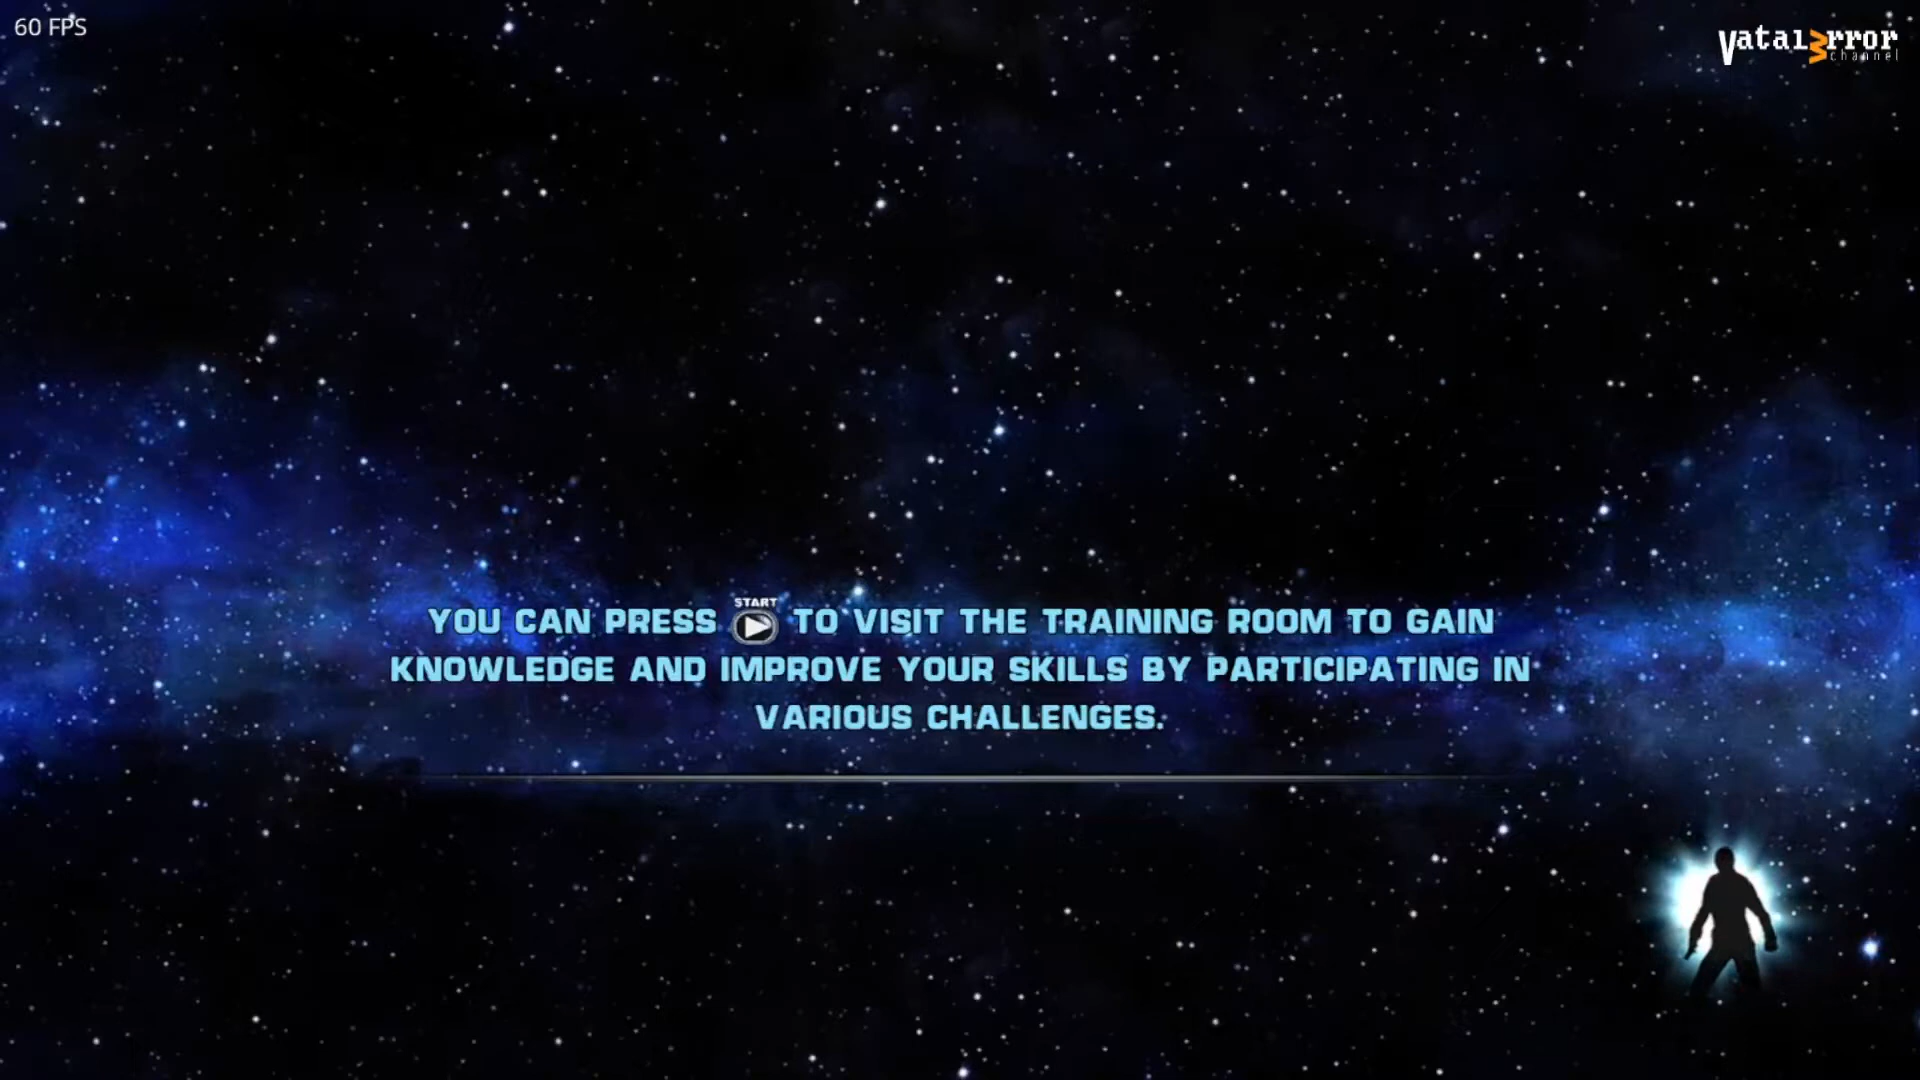 60 FPS
Vatal3rror
channel
YOU CAN PRESS START TO VISIT THE TRAINING ROOM TO GAIN
KNOWLEDGE AND IMPROVE YOUR SKILLS BY PARTICIPATING IN
VARIOUS CHALLENGES.